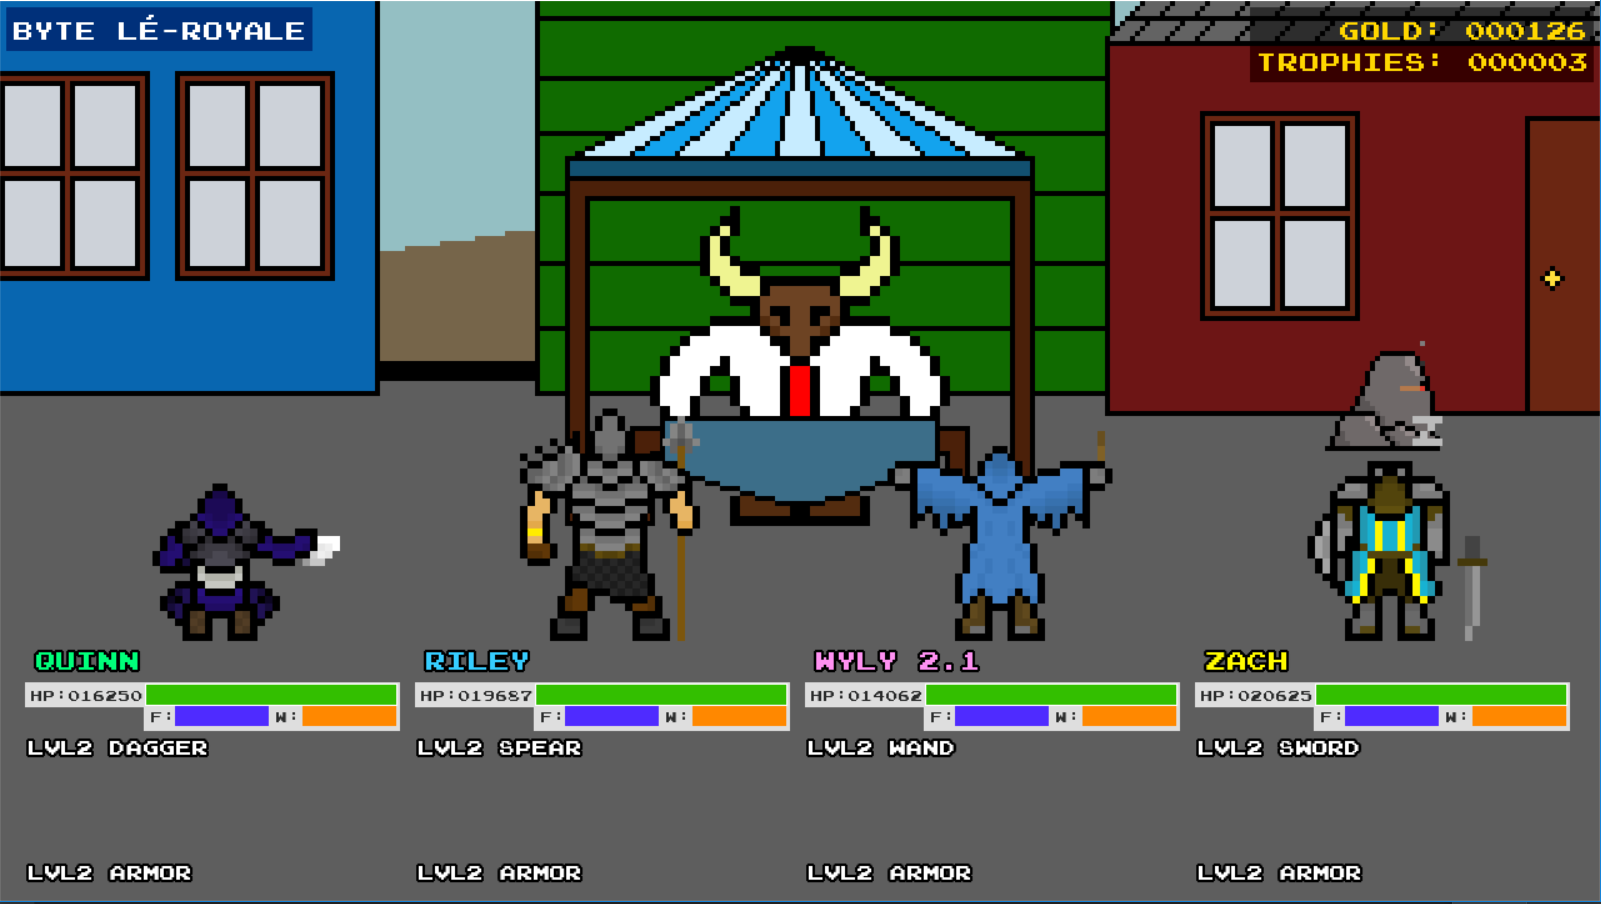 BYTE LÉ-ROYALE
GOLD: 000126
TROPHIES: 000003
QUINN
HP:016250
F: W:
LVL2 DAGGER
LVL2 ARMOR
RILEY
HP:019687
F: W:
LVL2 SPEAR
LVL2 ARMOR
WYLY 2.1
HP:014062
F: W:
LVL2 WAND
LVL2 ARMOR
ZACH
HP:020625
F: W:
LVL2 SWORD
LVL2 ARMOR